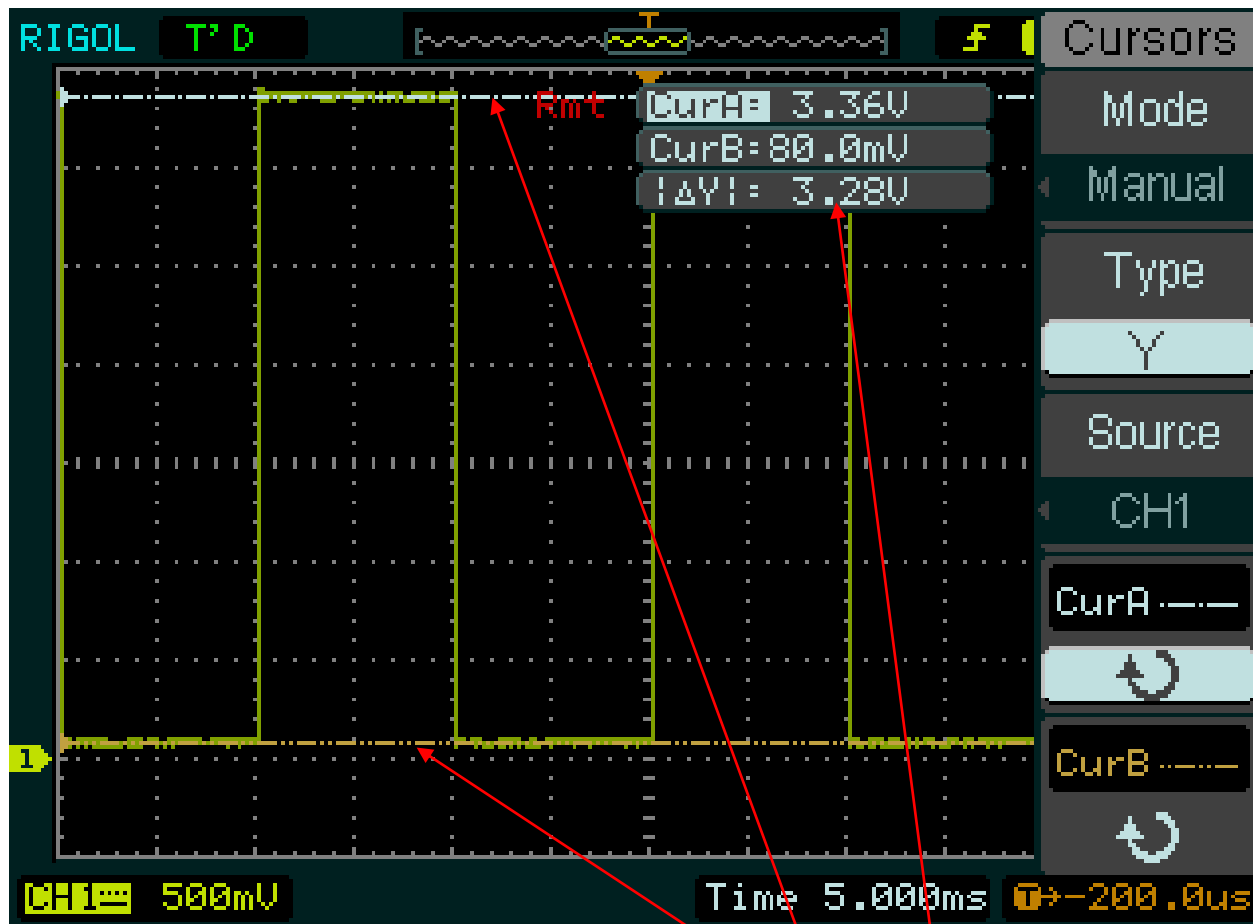 RIGOL T'D T Cursors
Rmt
CurA= 3.36V
CurB=80.0mV
|ΔY|= 3.28V
Mode
Manual
Type
Y
Source
CH1
CurA
CurB
1
CH1 500mV Time 5.000ms T→-200.0us